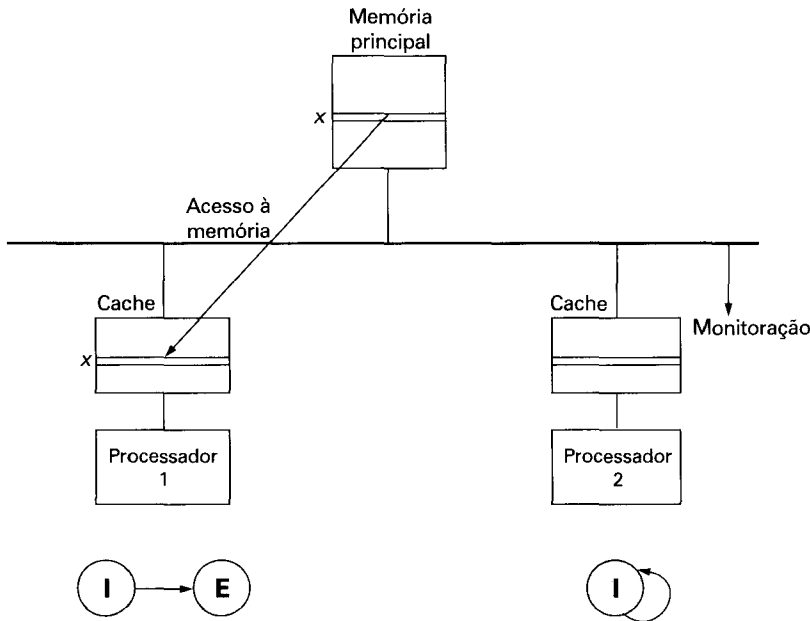 Memória
principal
x
Acesso à
memória
Cache
Cache
Monitoração
x
Processador
1
Processador
2
I
E
I